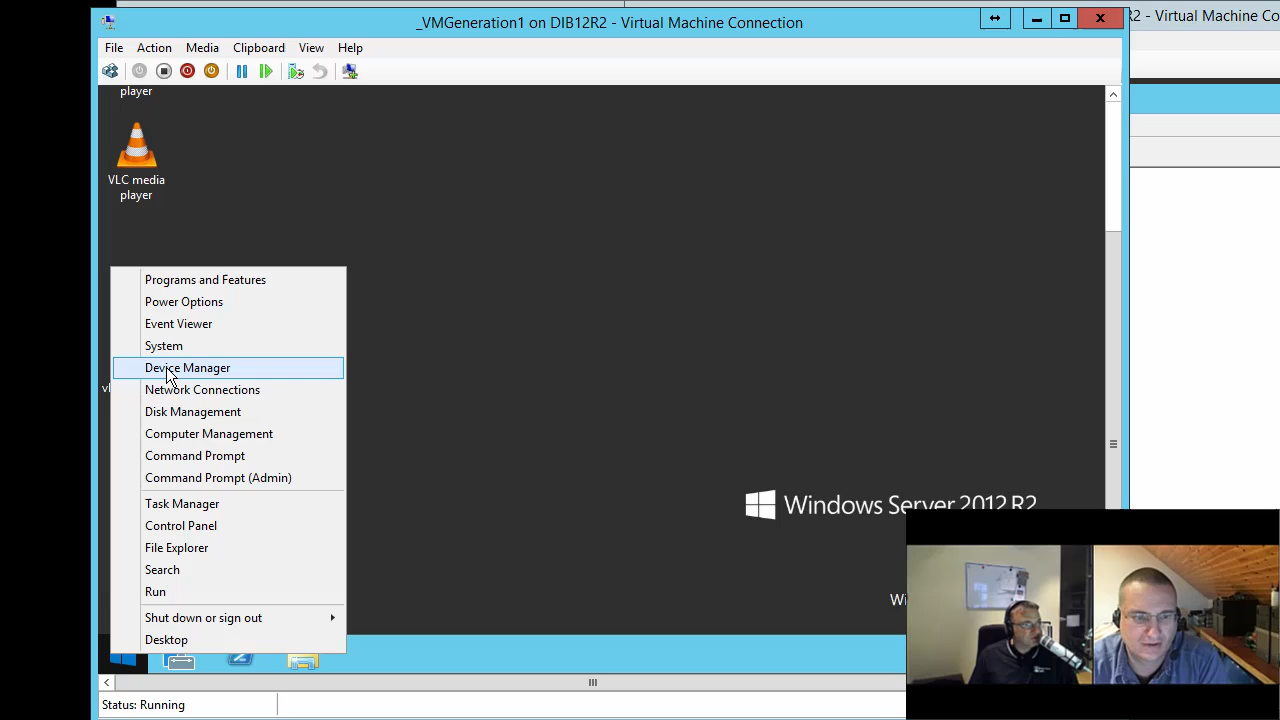 _VMGeneration1 on DIB12R2 - Virtual Machine Connection
R2 - Virtual Machine Co
File Action Media Clipboard View Help
player
VLC media
player
Programs and Features
Power Options
Event Viewer
System
Device Manager
vl
Network Connections
Disk Management
Computer Management
Command Prompt
Command Prompt (Admin)
Task Manager
Control Panel
File Explorer
Search
Run
Shut down or sign out
Desktop
Windows Server 2012 R2
Wi
Status: Running